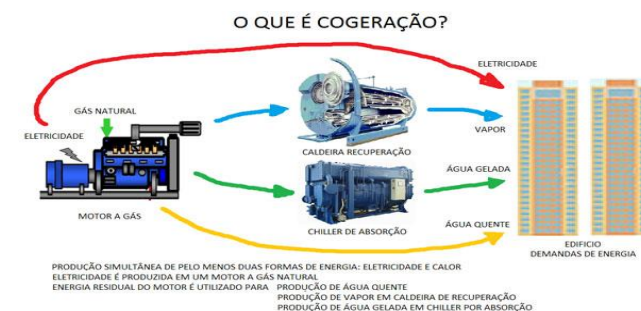 O QUE É COGERAÇÃO?
ELETRICIDADE
GÁS NATURAL
ELETRICIDADE
CALDEIRA RECUPERAÇÃO
VAPOR
ÁGUA GELADA
MOTOR A GÁS
CHILLER DE ABSORÇÃO
ÁGUA QUENTE
EDIFICIO
DEMANDAS DE ENERGIA
PRODUÇÃO SIMULTÂNEA DE PELO MENOS DUAS FORMAS DE ENERGIA: ELETRICIDADE E CALOR
ELETRICIDADE É PRODUZIDA EM UM MOTOR A GÁS NATURAL
ENERGIA RESIDUAL DO MOTOR É UTILIZADO PARA PRODUÇÃO DE ÁGUA QUENTE
PRODUÇÃO DE VAPOR EM CALDEIRA DE RECUPERAÇÃO
PRODUÇÃO DE ÁGUA GELADA EM CHILLER POR ABSORÇÃO